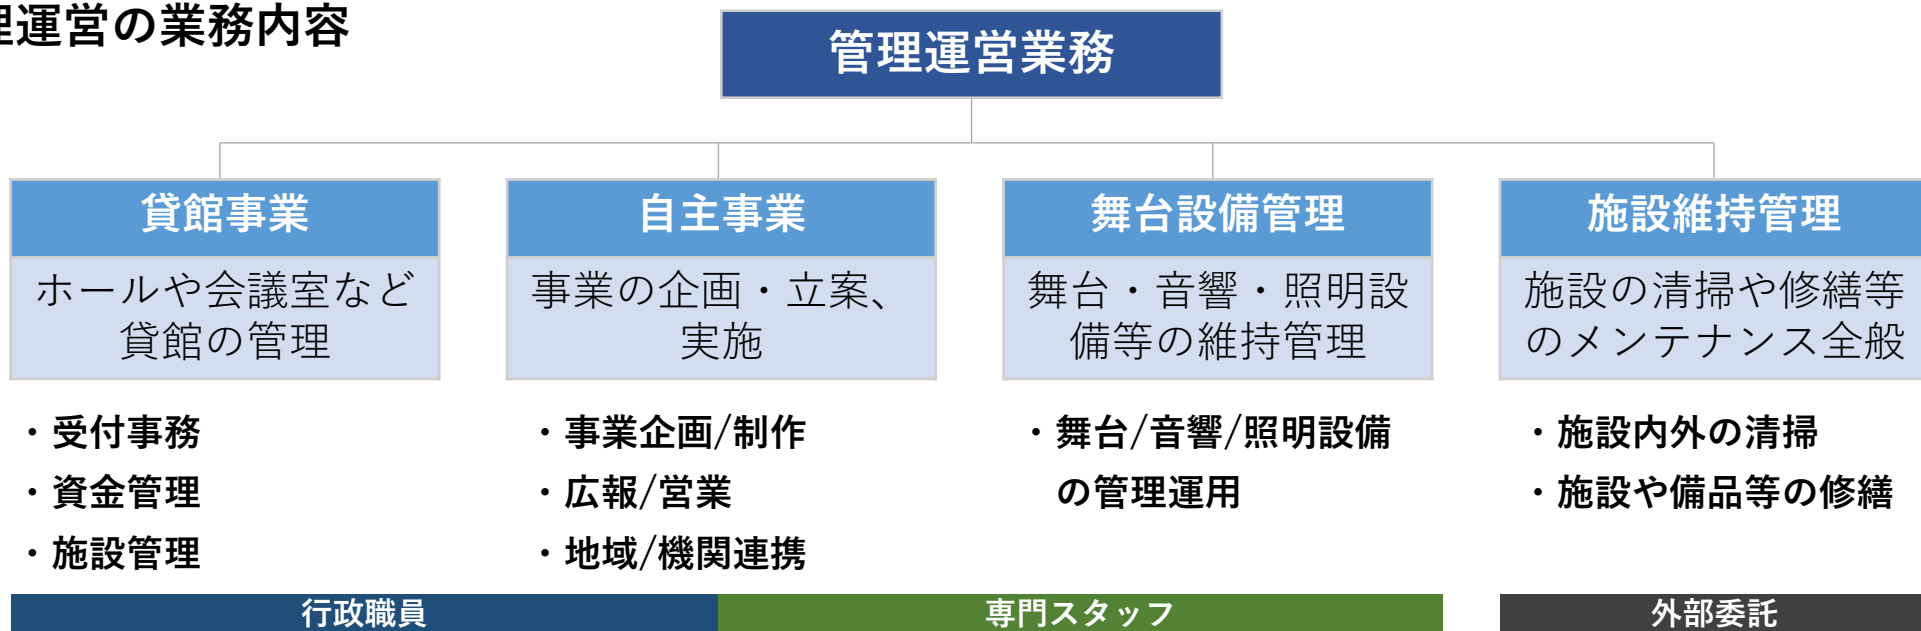 理運営の業務内容
管理運営業務
貸館事業
ホールや会議室など
貸館の管理
・受付事務
・資金管理
・施設管理
自主事業
事業の企画・立案、
実施
・事業企画/制作
・広報/営業
・地域/機関連携
舞台設備管理
舞台・音響・照明設
備等の維持管理
・舞台/音響/照明設備
の管理運用
施設維持管理
施設の清掃や修繕等
のメンテナンス全般
・施設内外の清掃
・施設や備品等の修繕
行政職員
専門スタッフ
外部委託